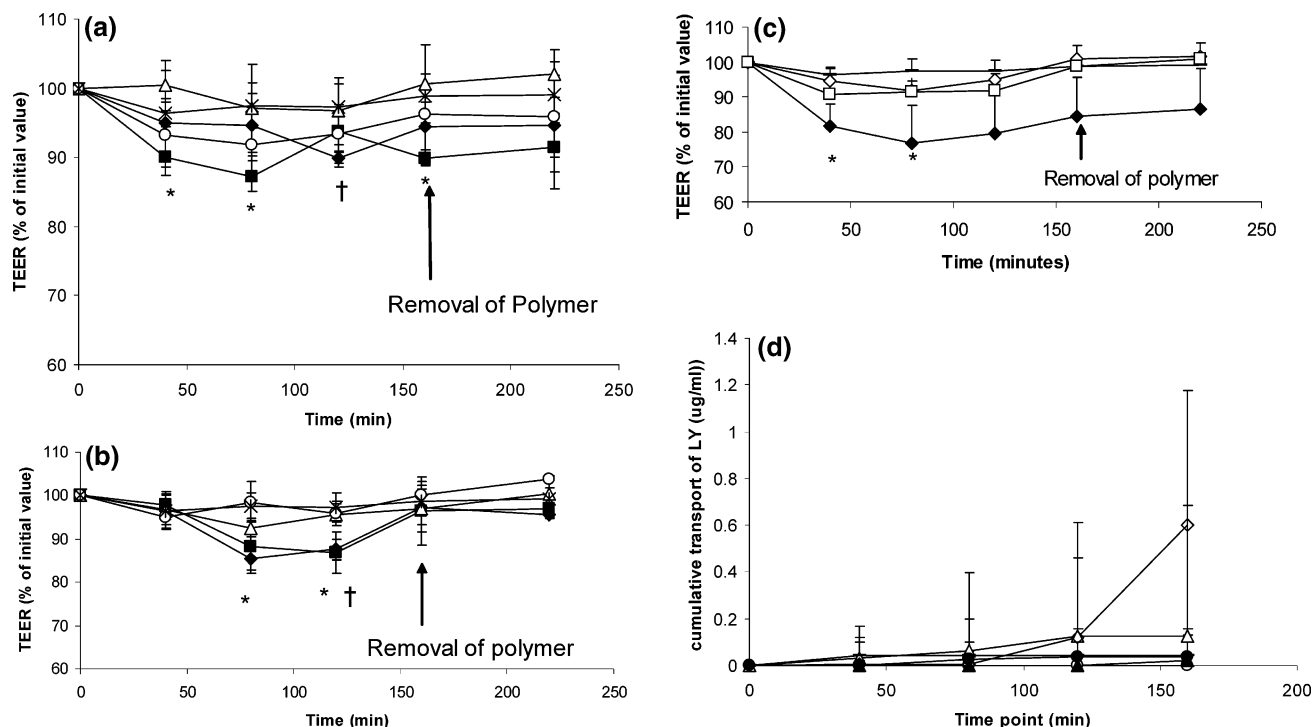 (a)
TEER (% of initial value)
110
100
90
80
70
60
* * † *
Removal of Polymer
0 50 100 150 200 250
Time (min)
(b)
TEER (% of initial value)
110
100
90
80
70
60
* * †
Removal of polymer
0 50 100 150 200 250
Time (min)
(c)
TEER (% of initial value)
110
100
90
80
70
60
* *
Removal of polymer
0 50 100 150 200 250
Time (minutes)
(d)
cumulative transport of LY (ug/ml))
1.4
1.2
1
0.8
0.6
0.4
0.2
0
0 50 100 150 200
Time point (min)